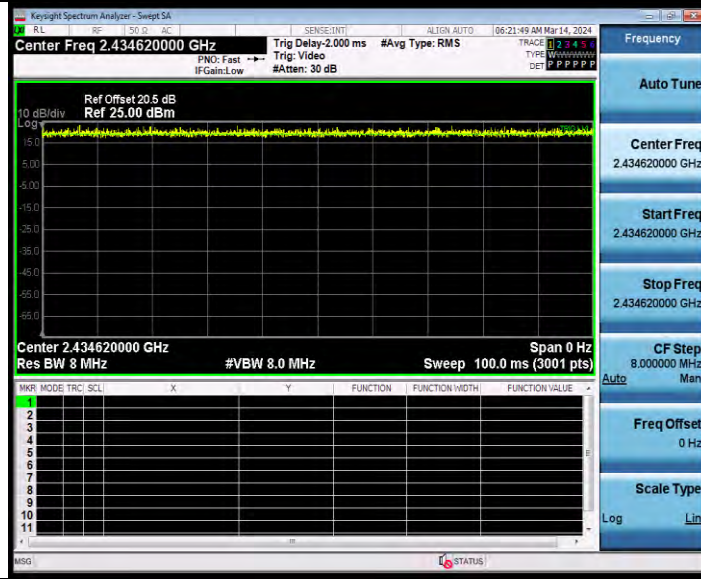 Keysight Spectrum Analyzer - Swept SA
RL RF 50 Ω AC SENSE:INT ALIGN AUTO 06:21:49 AM Mar 14, 2024
Center Freq 2.434620000 GHz
PNO: Fast
IFGain:Low
Trig Delay-2.000 ms
Trig: Video
#Atten: 30 dB
#Avg Type: RMS
TRACE 1 2 3 4 5 6
TYPE WWWWWW
DET P P P P P P
Ref Offset 20.5 dB
10 dB/div Ref 25.00 dBm
Log
15.0
5.00
-5.00
-15.0
-25.0
-35.0
-45.0
-55.0
-65.0
Center 2.434620000 GHz Span 0 Hz
Res BW 8 MHz #VBW 8.0 MHz Sweep 100.0 ms (3001 pts)
MKR MODE TRC SCL X Y FUNCTION FUNCTION WIDTH FUNCTION VALUE
1
2
3
4
5
6
7
8
9
10
11
MSG STATUS
Frequency
Auto Tune
Center Freq
2.434620000 GHz
Start Freq
2.434620000 GHz
Stop Freq
2.434620000 GHz
CF Step
8.000000 MHz
Auto Man
Freq Offset
0 Hz
Scale Type
Log Lin